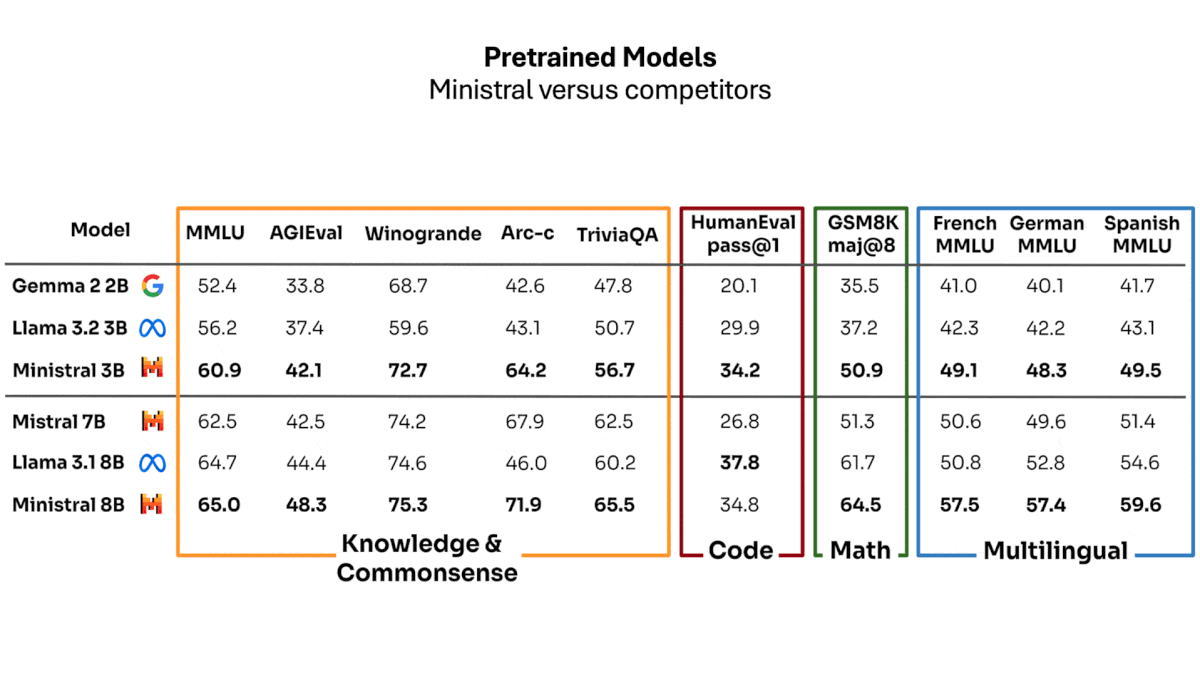 Pretrained Models
Ministral versus competitors
Model MMLU AGIEval Winogrande Arc-c TriviaQA HumanEval pass@1 GSM8K maj@8 French MMLU German MMLU Spanish MMLU
Gemma 2 2B 52.4 33.8 68.7 42.6 47.8 20.1 35.5 41.0 40.1 41.7
Llama 3.2 3B 56.2 37.4 59.6 43.1 50.7 29.9 37.2 42.3 42.2 43.1
Ministral 3B 60.9 42.1 72.7 64.2 56.7 34.2 50.9 49.1 48.3 49.5
Mistral 7B 62.5 42.5 74.2 67.9 62.5 26.8 51.3 50.6 49.6 51.4
Llama 3.1 8B 64.7 44.4 74.6 46.0 60.2 37.8 61.7 50.8 52.8 54.6
Ministral 8B 65.0 48.3 75.3 71.9 65.5 34.8 64.5 57.5 57.4 59.6
Knowledge &
Commonsense
Code
Math
Multilingual